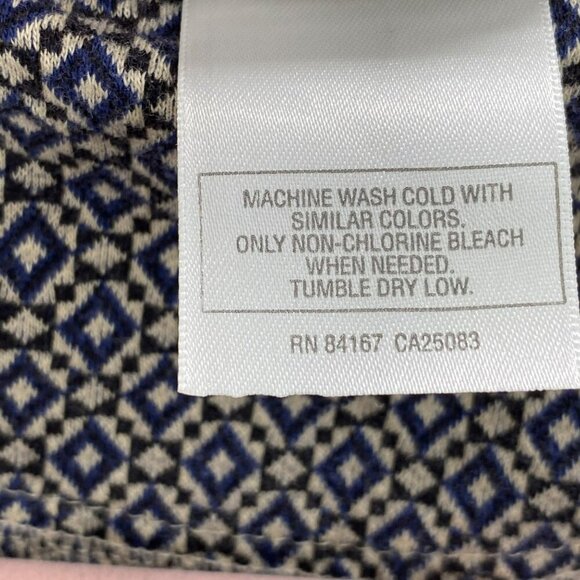 MACHINE WASH COLD WITH
SIMILAR COLORS.
ONLY NON-CHLORINE BLEACH
WHEN NEEDED.
TUMBLE DRY LOW.
RN 84167 CA25083